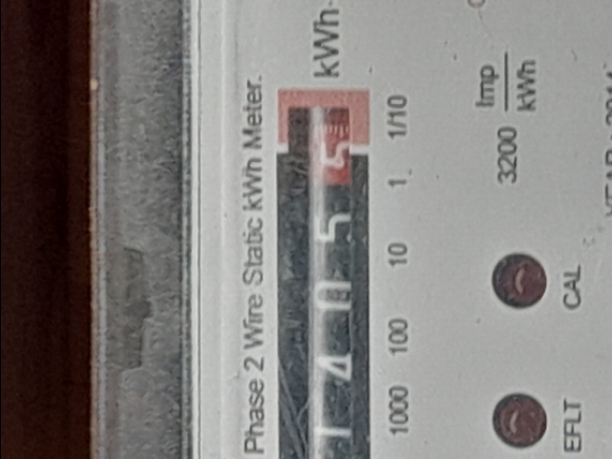 Phase 2 Wire Static kWh Meter.
1 4 0 5 5 kWh
1000 100 10 1 1/10
3200 Imp
kWh
EFLT CAL